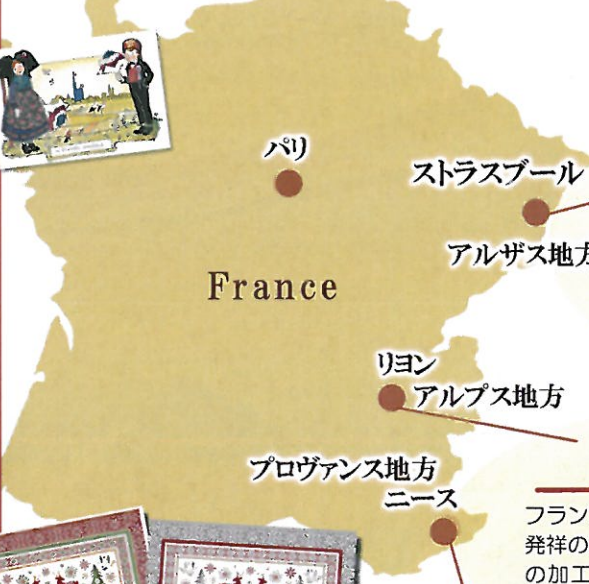 パリ
ストラスブール
アルザス地方
France
リヨン
アルプス地方
プロヴァンス地方
ニース
フラン
発祥の
の加工